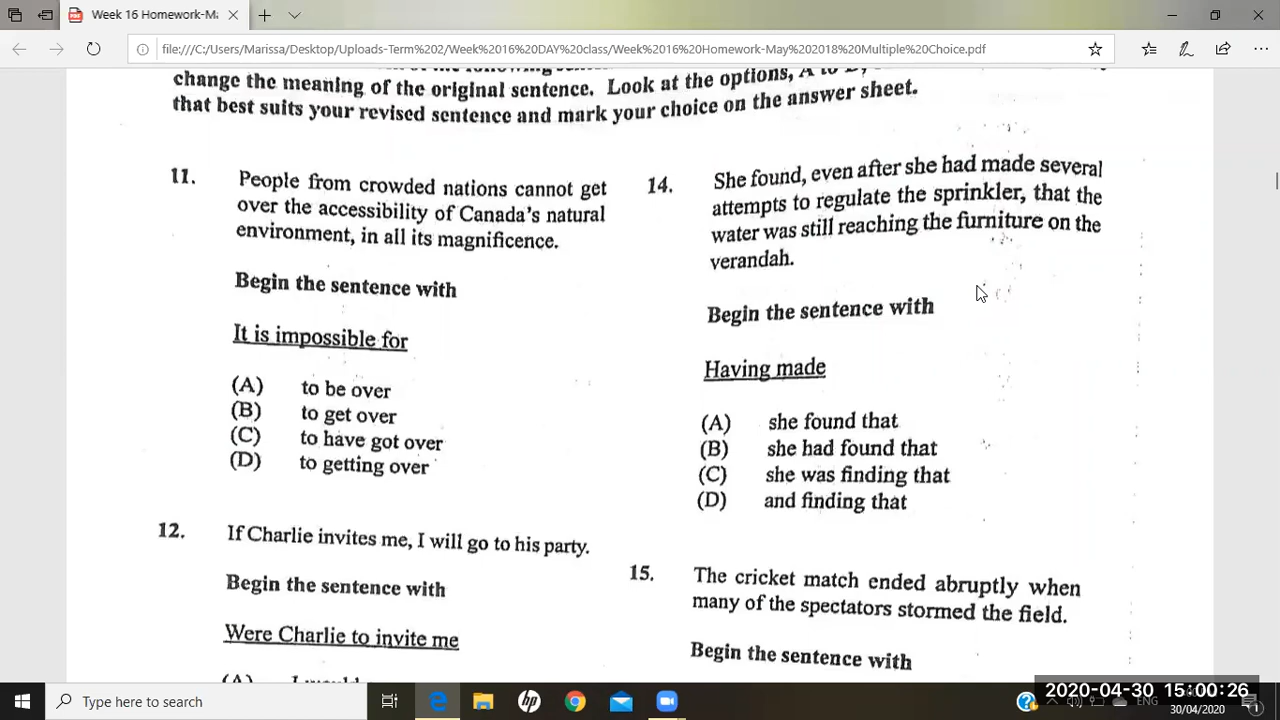 Week 16 Homework-Ma
file:///C:/Users/Marissa/Desktop/Uploads-Term%202/Week%2016%20DAY%20class/Week%2016%20Homework-May%202018%20Multiple%20Choice.pdf
change the meaning of the original sentence. Look at the options, A to
that best suits your revised sentence and mark your choice on the answer sheet.
11. People from crowded nations cannot get
over the accessibility of Canada's natural
environment, in all its magnificence.
Begin the sentence with
It is impossible for
(A) to be over
(B) to get over
(C) to have got over
(D) to getting over
12. If Charlie invites me, I will go to his party.
Begin the sentence with
Were Charlie to invite me
14. She found, even after she had made several
attempts to regulate the sprinkler, that the
water was still reaching the furniture on the
verandah.
Begin the sentence with
Having made
(A) she found that
(B) she had found that
(C) she was finding that
(D) and finding that
15. The cricket match ended abruptly when
many of the spectators stormed the field.
Begin the sentence with
Type here to search
hp
ENG
2020-04-30 15:00:26
30/04/2020